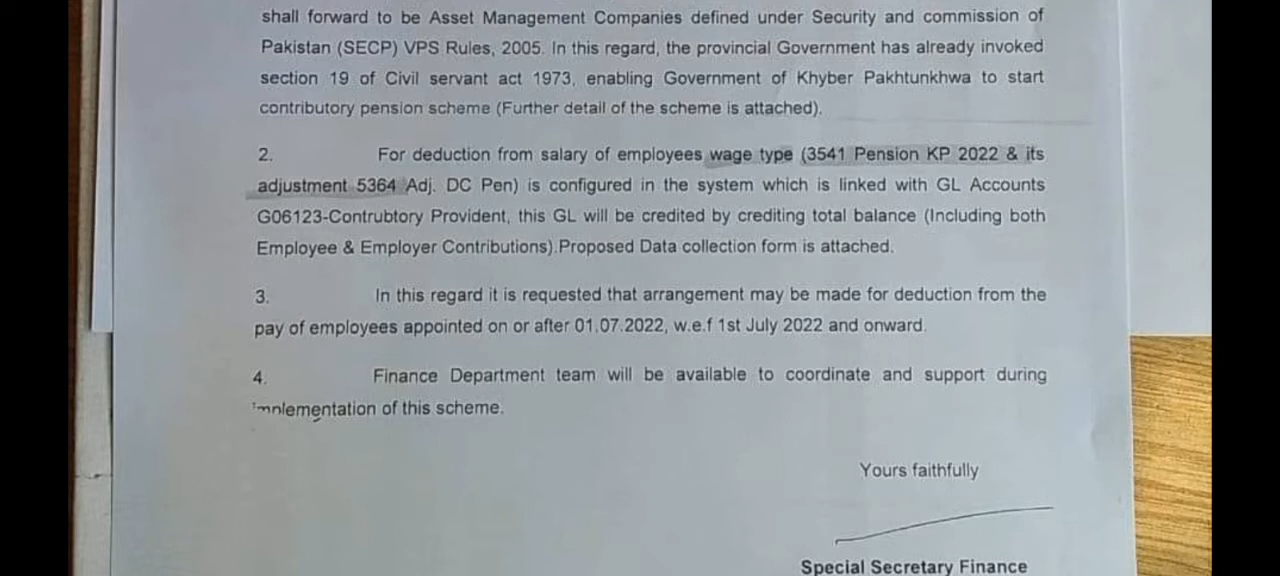 shall forward to be Asset Management Companies defined under Security and commission of
Pakistan (SECP) VPS Rules, 2005. In this regard, the provincial Government has already invoked
section 19 of Civil servant act 1973, enabling Government of Khyber Pakhtunkhwa to start
contributory pension scheme (Further detail of the scheme is attached).
2. For deduction from salary of employees wage type (3541 Pension KP 2022 & its
adjustment 5364 Adj. DC Pen) is configured in the system which is linked with GL Accounts
G06123-Contrubtory Provident, this GL will be credited by crediting total balance (Including both
Employee & Employer Contributions).Proposed Data collection form is attached.
3. In this regard it is requested that arrangement may be made for deduction from the
pay of employees appointed on or after 01.07.2022, w.e.f 1st July 2022 and onward.
4. Finance Department team will be available to coordinate and support during
implementation of this scheme.
Yours faithfully
Special Secretary Finance